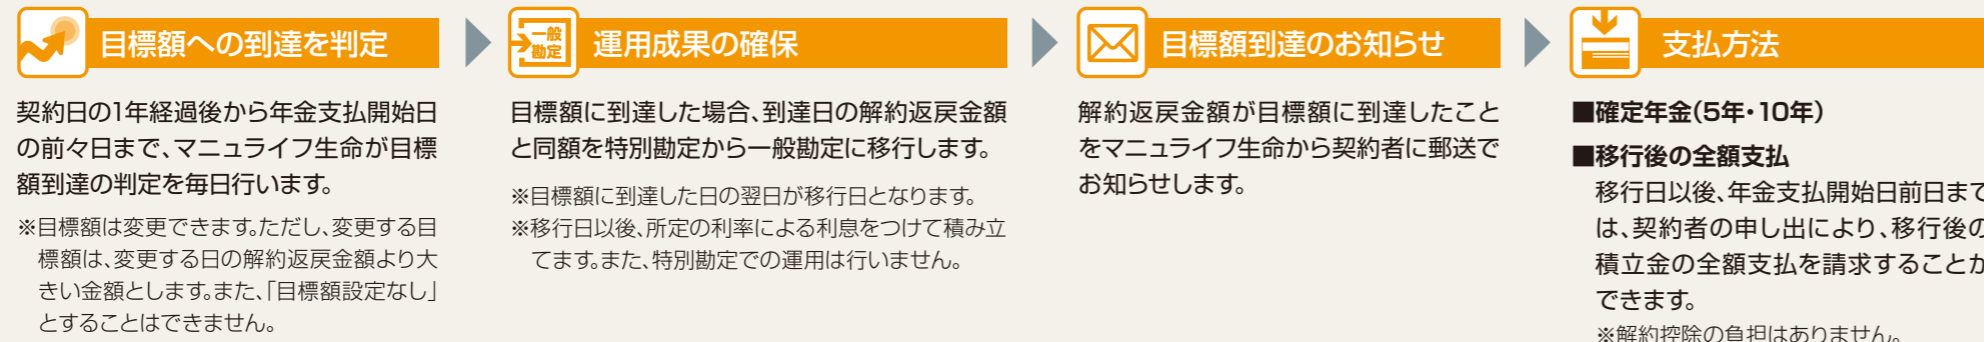 目標額への到達を判定
契約日の1年経過後から年金支払開始日
の前々日まで、マニュライフ生命が目標
額到達の判定を毎日行います。
※目標額は変更できます。ただし、変更する目
標額は、変更する日の解約返戻金額より大
きい金額とします。また、「目標額設定なし」
とすることはできません。
一般
勘定
運用成果の確保
目標額に到達した場合、到達日の解約返戻金額
と同額を特別勘定から一般勘定に移行します。
※目標額に到達した日の翌日が移行日となります。
※移行日以後、所定の利率による利息をつけて積み立
てます。また、特別勘定での運用は行いません。
目標額到達のお知らせ
解約返戻金額が目標額に到達したこと
をマニュライフ生命から契約者に郵送で
お知らせします。
支払方法
■確定年金(5年・10年)
■移行後の全額支払
移行日以後、年金支払開始日前日まで
は、契約者の申し出により、移行後の
積立金の全額支払を請求することが
できます。
※解約控除の負担はありません。